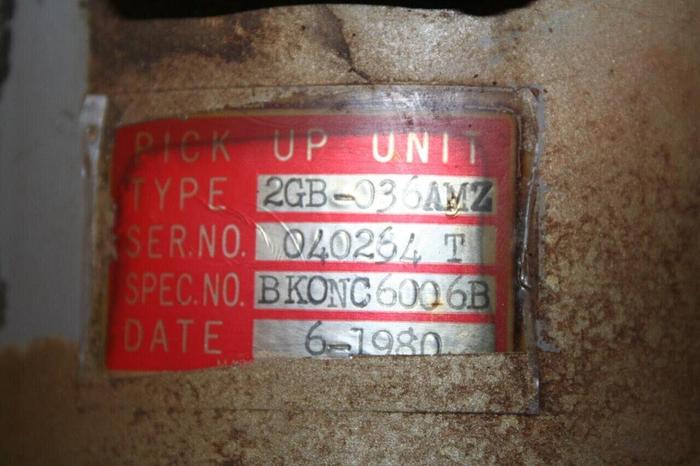 PICK UP UNIT
TYPE 2GB-036AMZ
SER.NO. 040264 T
SPEC.NO. BKONC6006B
DATE 6-1980